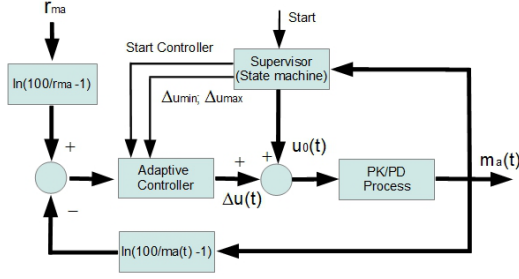 rma
Start
Start Controller
Supervisor
(State machine)
ln(100/rma -1)
Δumin; Δumax
+
+
+
u0(t)
Adaptive
Controller
Δu(t)
PK/PD
Process
ma(t)
−
ln(100/ma(t) -1)